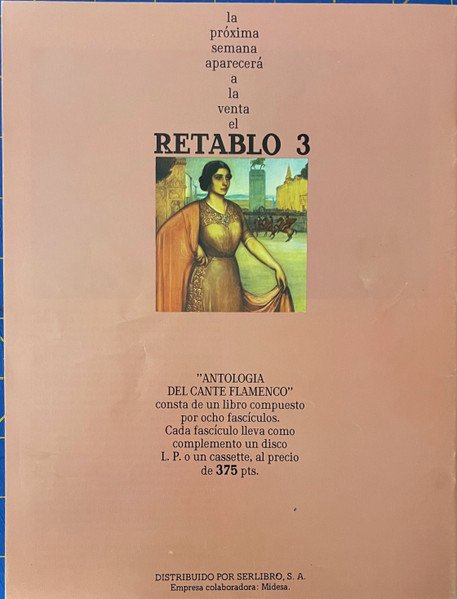 la
próxima
semana
aparecerá
a
la
venta
el
RETABLO 3
"ANTOLOGIA
DEL CANTE FLAMENCO"
consta de un libro compuesto
por ocho fascículos.
Cada fascículo lleva como
complemento un disco
L. P. o un cassette, al precio
de 375 pts.
DISTRIBUIDO POR SERLIBRO, S. A.
Empresa colaboradora: Midesa.